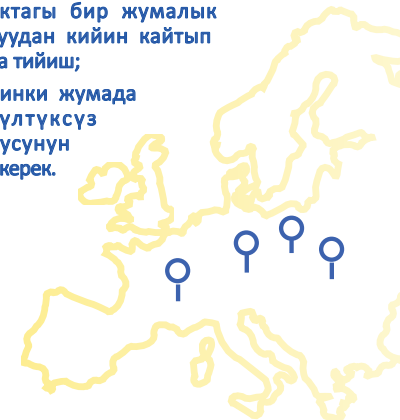 ктагы бир жумалык
уудан кийин кайтып
а тийиш;
инки жумада
үлтүксүз
усунун
керек.